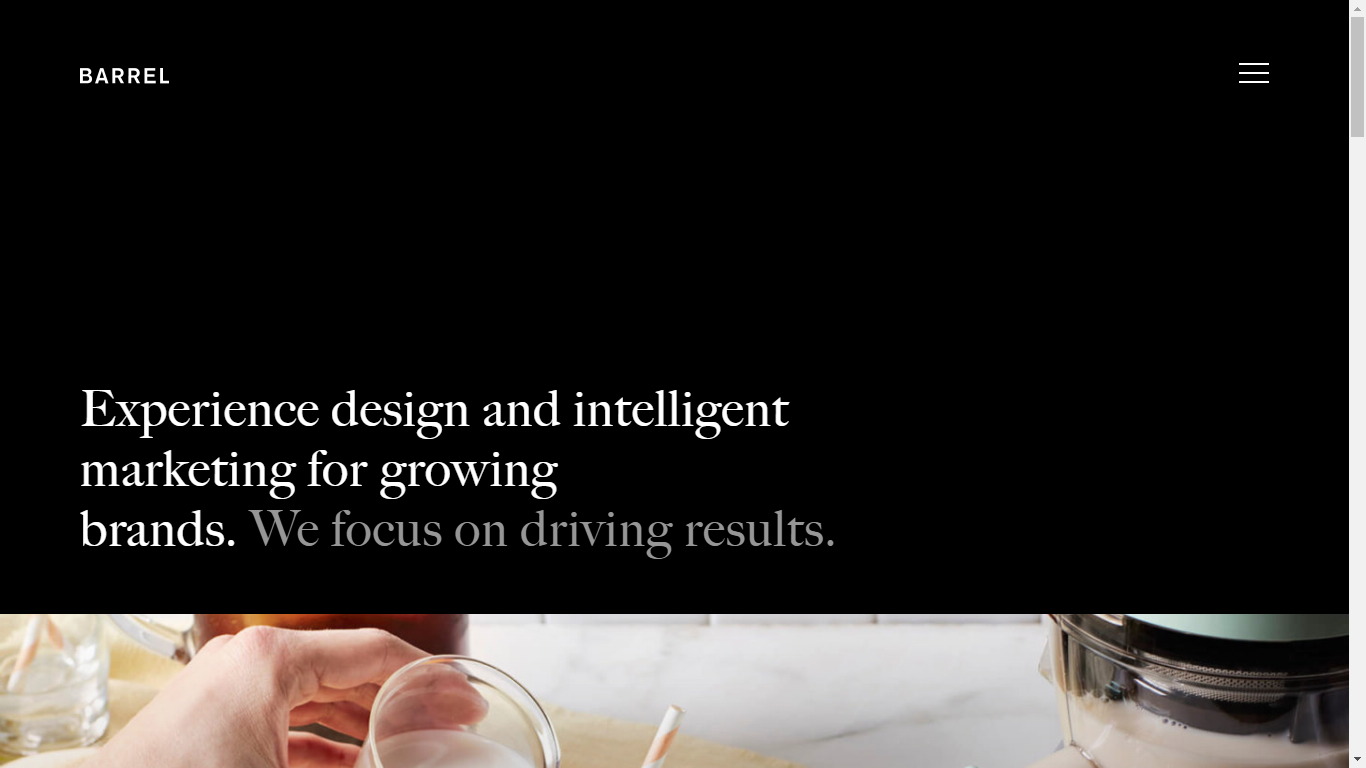 BARREL
Experience design and intelligent
marketing for growing
brands. We focus on driving results.